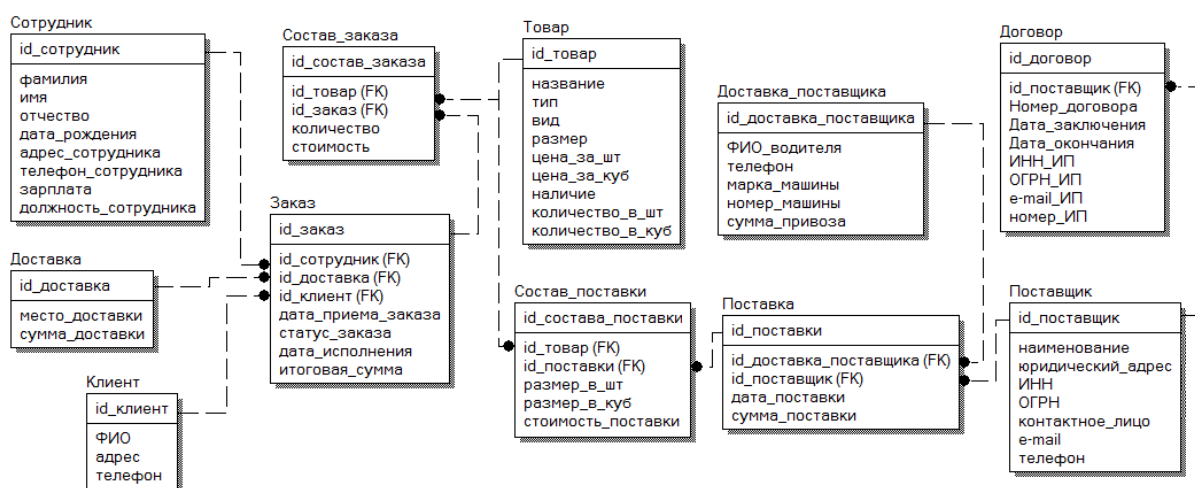 Сотрудник
id_сотрудник
фамилия
имя
отчество
дата_рождения
адрес_сотрудника
телефон_сотрудника
зарплата
должность_сотрудника
Доставка
id_доставка
место_доставки
сумма_доставки
Клиент
id_клиент
ФИО
адрес
телефон
Состав_заказа
id_состав_заказа
id_товар (FK)
id_заказ (FK)
количество
стоимость
Заказ
id_заказ
id_сотрудник (FK)
id_доставка (FK)
id_клиент (FK)
дата_приема_заказа
статус_заказа
дата_исполнения
итоговая_сумма
Товар
id_товар
название
тип
вид
размер
цена_за_шт
цена_за_куб
наличие
количество_в_шт
количество_в_куб
Состав_поставки
id_состава_поставки
id_товар (FK)
id_поставки (FK)
размер_в_шт
размер_в_куб
стоимость_поставки
Доставка_поставщика
id_доставка_поставщика
ФИО_водителя
телефон
марка_машины
номер_машины
сумма_привоза
Поставка
id_поставки
id_доставка_поставщика (FK)
id_поставщик (FK)
дата_поставки
сумма_поставки
Договор
id_договор
id_поставщик (FK)
Номер_договора
Дата_заключения
Дата_окончания
ИНН_ИП
ОГРН_ИП
e-mail_ИП
номер_ИП
Поставщик
id_поставщик
наименование
юридический_адрес
ИНН
ОГРН
контактное_лицо
e-mail
телефон